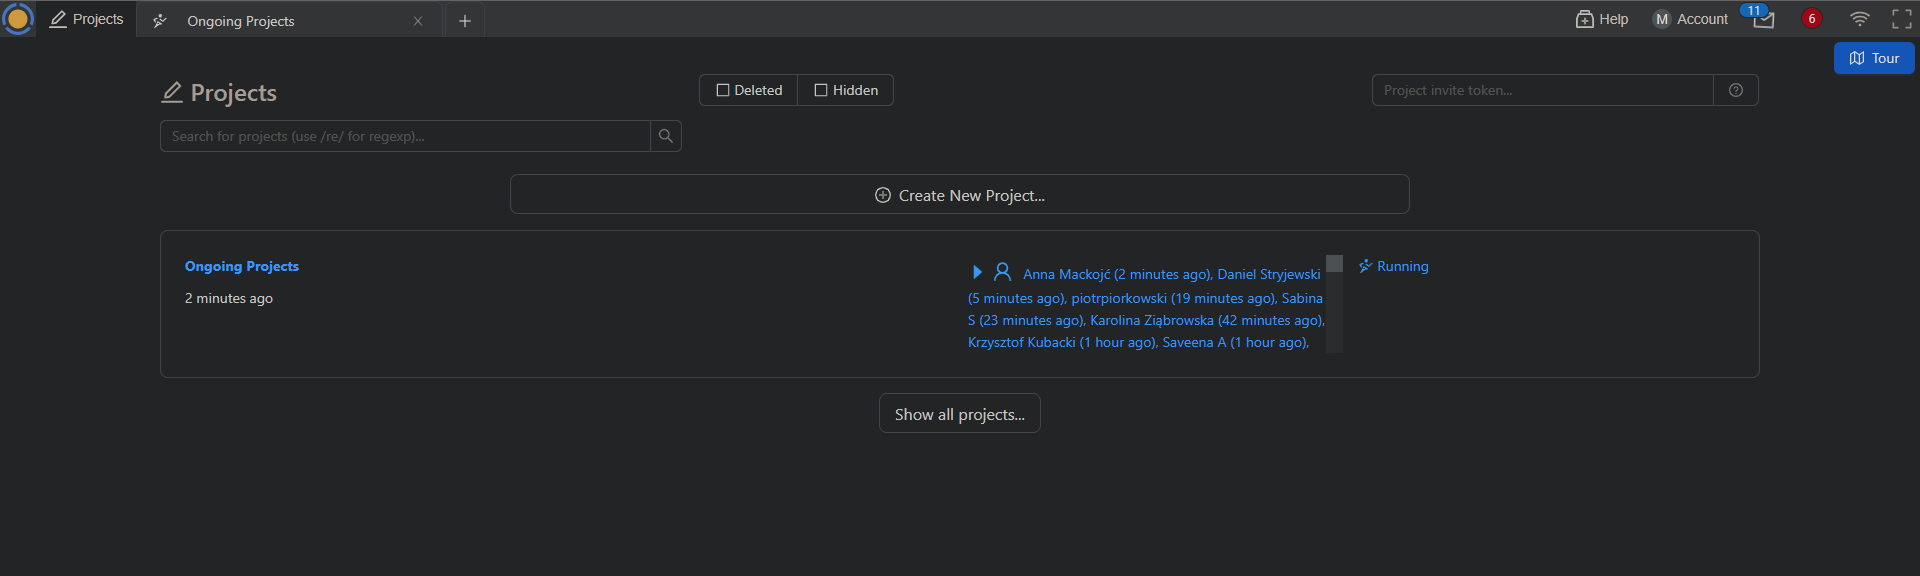 Projects
Ongoing Projects
Help
M Account
11
6
Tour
Projects
Deleted
Hidden
Project invite token...
Search for projects (use /re/ for regexp)...
Create New Project...
Ongoing Projects
2 minutes ago
Anna Mackojć (2 minutes ago), Daniel Stryjewski
(5 minutes ago), piotrpiorkowski (19 minutes ago), Sabina
S (23 minutes ago), Karolina Ziąbrowska (42 minutes ago),
Krzysztof Kubacki (1 hour ago), Saveena A (1 hour ago),
Running
Show all projects...